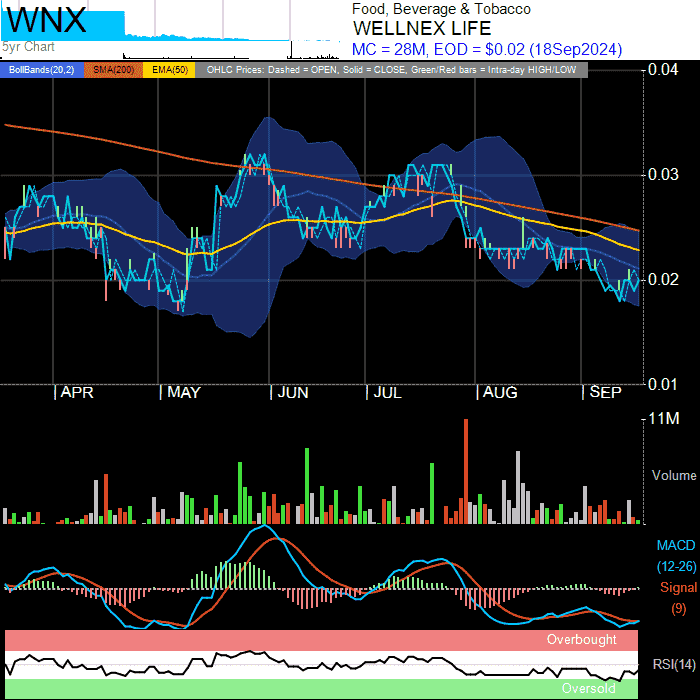 WNX
5yr Chart
Food, Beverage & Tobacco
WELLNEX LIFE
MC = 28M, EOD = $0.02 (18Sep2024)
BollBands(20,2) SMA(200) EMA(50) OHLC Prices: Dashed = OPEN, Solid = CLOSE, Green/Red bars = Intra-day HIGH/LOW
0.04
0.03
0.02
0.01
APR MAY JUN JUL AUG SEP
11M
Volume
MACD
(12-26)
Signal
(9)
Overbought
RSI(14)
Oversold